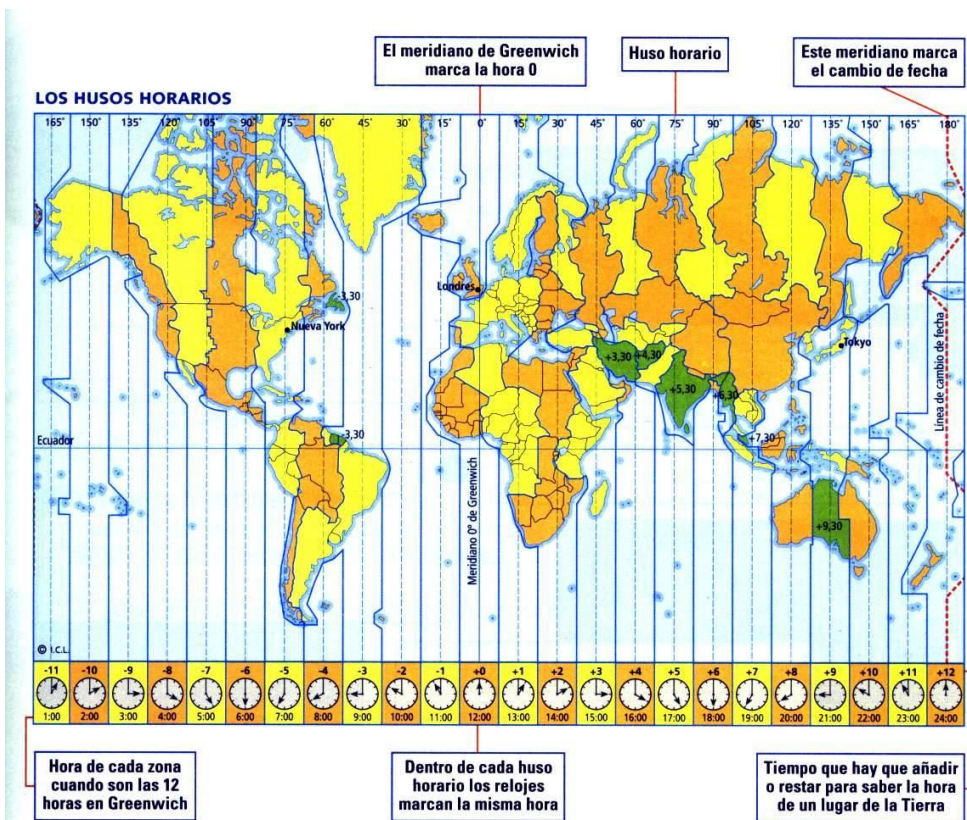 El meridiano de Greenwich
marca la hora 0
Huso horario
Este meridiano marca
el cambio de fecha
LOS HUSOS HORARIOS
165° 150° 135° 120° 105° 90° 75° 60° 45° 30° 15° 0° 15° 30° 45° 60° 75° 90° 105° 120° 135° 150° 165° 180°
-3,30
Londres
Nueva York
Tokyo
+3,30 +4,30
+5,30
+6,30
Línea de cambio de fecha
-3,30
Ecuador
+7,30
Meridiano 0° de Greenwich
+9,30
© I.C.L.
-11 -10 -9 -8 -7 -6 -5 -4 -3 -2 -1 +0 +1 +2 +3 +4 +5 +6 +7 +8 +9 +10 +11 +12
1:00 2:00 3:00 4:00 5:00 6:00 7:00 8:00 9:00 10:00 11:00 12:00 13:00 14:00 15:00 16:00 17:00 18:00 19:00 20:00 21:00 22:00 23:00 24:00
Hora de cada zona
cuando son las 12
horas en Greenwich
Dentro de cada huso
horario los relojes
marcan la misma hora
Tiempo que hay que añadir
o restar para saber la hora
de un lugar de la Tierra